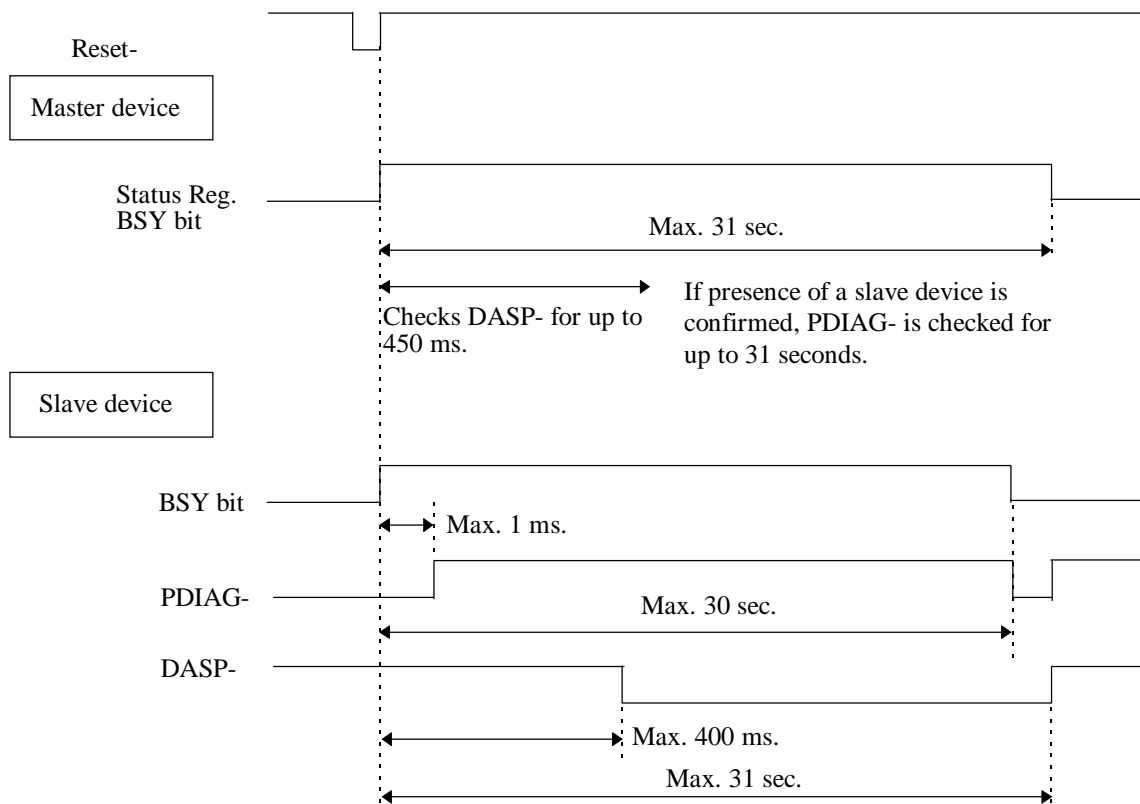 Reset-
Master device
Status Reg.
BSY bit
Max. 31 sec.
Checks DASP- for up to
450 ms.
If presence of a slave device is
confirmed, PDIAG- is checked for
up to 31 seconds.
Slave device
BSY bit
Max. 1 ms.
PDIAG-
Max. 30 sec.
DASP-
Max. 400 ms.
Max. 31 sec.